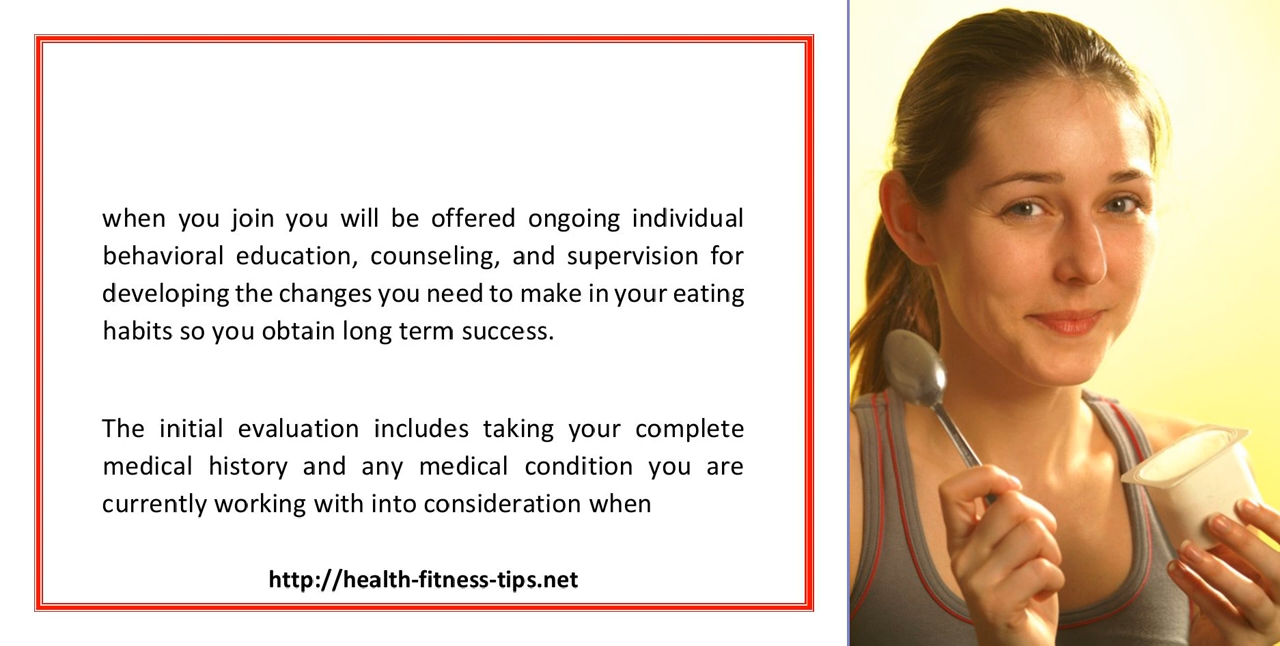 when you join you will be offered ongoing individual
behavioral education, counseling, and supervision for
developing the changes you need to make in your eating
habits so you obtain long term success.
The initial evaluation includes taking your complete
medical history and any medical condition you are
currently working with into consideration when
http://health-fitness-tips.net